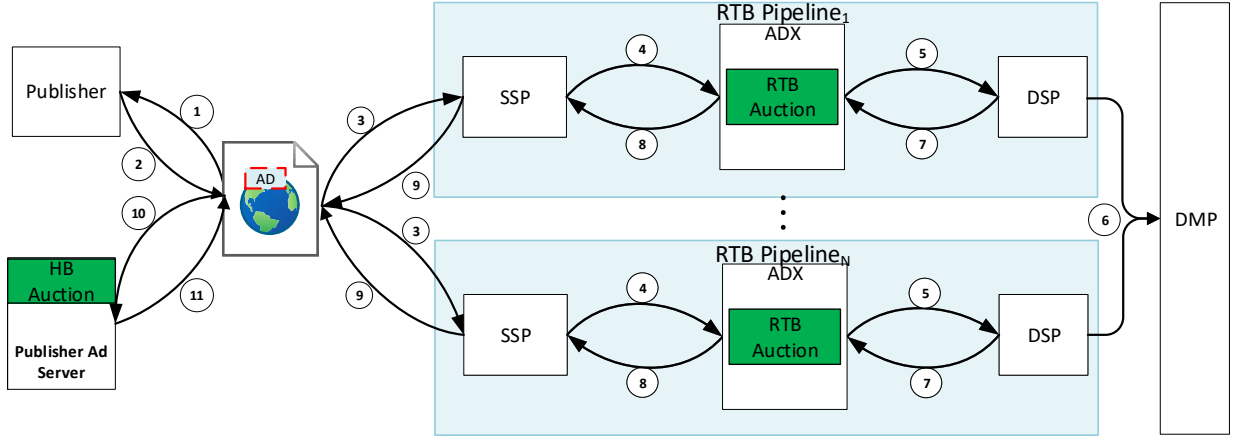 Publisher
1
2
10
HB
Auction
11
Publisher Ad
Server
AD
3
9
3
9
RTB Pipeline1
SSP
4
8
ADX
RTB
Auction
5
7
DSP
6
DMP
RTB PipelineN
SSP
4
8
ADX
RTB
Auction
5
7
DSP